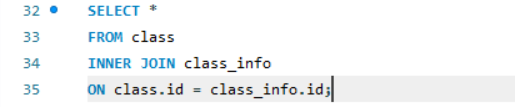 32 SELECT *
33 FROM class
34 INNER JOIN class_info
35 ON class.id = class_info.id;